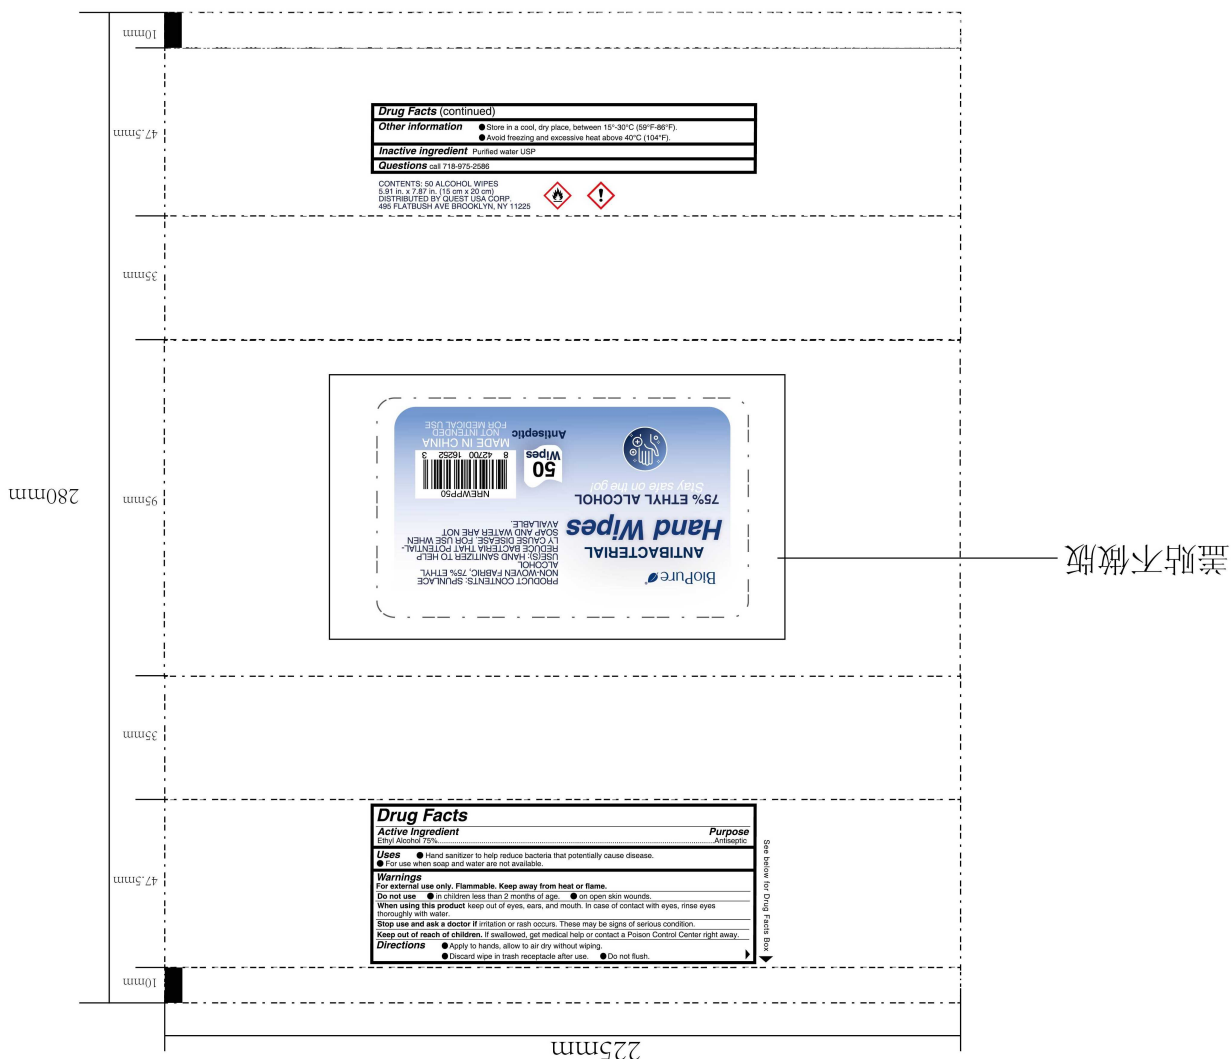 10mm
47.5mm
35mm
280mm
95mm
35mm
47.5mm
10mm
225mm
Drug Facts (continued)
Other information ● Store in a cool, dry place, between 15°-30°C (59°F-86°F).
● Avoid freezing and excessive heat above 40°C (104°F).
Inactive ingredient Purified water USP
Questions call 718-975-2586
CONTENTS: 50 ALCOHOL WIPES
5.91 in. x 7.87 in. (15 cm x 20 cm)
DISTRIBUTED BY QUEST USA CORP.
495 FLATBUSH AVE BROOKLYN, NY 11225
BioPure®
ANTIBACTERIAL
Hand Wipes
75% ETHYL ALCOHOL
Stay safe on the go!
50
Wipes
Antiseptic
PRODUCT CONTENTS: SPUNLACE
NON-WOVEN FABRIC, 75% ETHYL
ALCOHOL
USE(S): HAND SANITIZER TO HELP
REDUCE BACTERIA THAT POTENTIAL-
LY CAUSE DISEASE. FOR USE WHEN
SOAP AND WATER ARE NOT
AVAILABLE.
NREWPP50
8 42700 16252 3
MADE IN CHINA
NOT INTENDED
FOR MEDICAL USE
盖贴不做版
Drug Facts
Active Ingredient Purpose
Ethyl Alcohol 75%....Antiseptic
Uses ● Hand sanitizer to help reduce bacteria that potentially cause disease.
● For use when soap and water are not available.
Warnings
For external use only. Flammable. Keep away from heat or flame.
Do not use ● in children less than 2 months of age. ● on open skin wounds.
When using this product keep out of eyes, ears, and mouth. In case of contact with eyes, rinse eyes
thoroughly with water.
Stop use and ask a doctor if irritation or rash occurs. These may be signs of serious condition.
Keep out of reach of children. If swallowed, get medical help or contact a Poison Control Center right away.
Directions ● Apply to hands, allow to air dry without wiping.
● Discard wipe in trash receptacle after use. ● Do not flush.
See below for Drug Facts Box